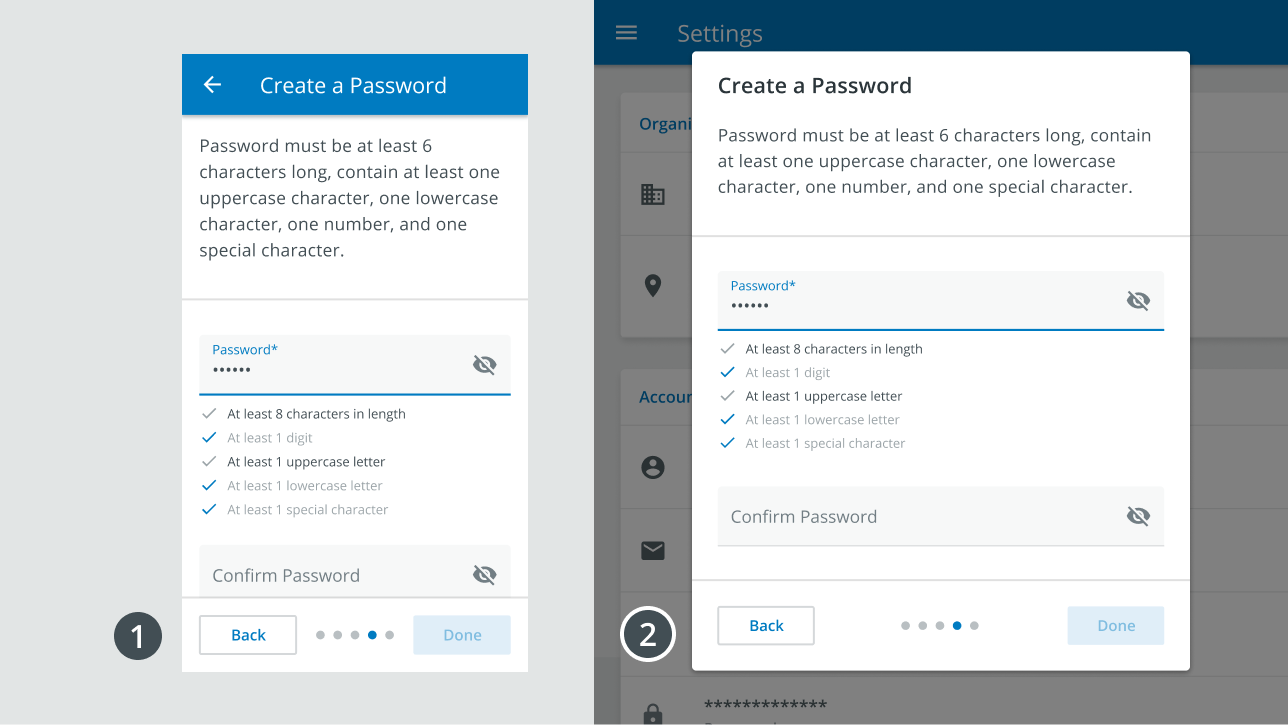 Create a Password
Password must be at least 6
characters long, contain at least one
uppercase character, one lowercase
character, one number, and one
special character.
Password*
••••••
At least 8 characters in length
At least 1 digit
At least 1 uppercase letter
At least 1 lowercase letter
At least 1 special character
Confirm Password
1
Back
Done
Settings
Organi
Accour
*************
Create a Password
Password must be at least 6 characters long, contain
at least one uppercase character, one lowercase
character, one number, and one special character.
Password*
••••••
At least 8 characters in length
At least 1 digit
At least 1 uppercase letter
At least 1 lowercase letter
At least 1 special character
Confirm Password
2
Back
Done